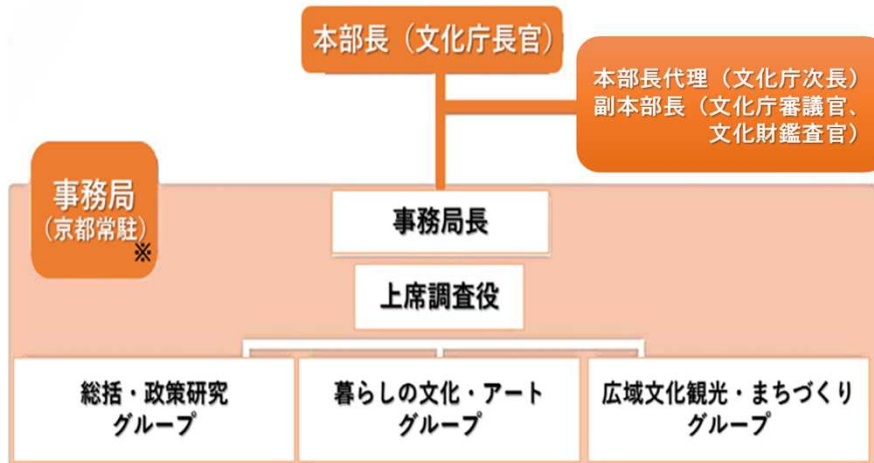 本部長（文化庁長官）
本部長代理（文化庁次長）
副本部長（文化庁審議官、
文化財鑑査官）
事務局
（京都常駐）
※
事務局長
上席調査役
総括・政策研究
グループ
暮らしの文化・アート
グループ
広域文化観光・まちづくり
グループ